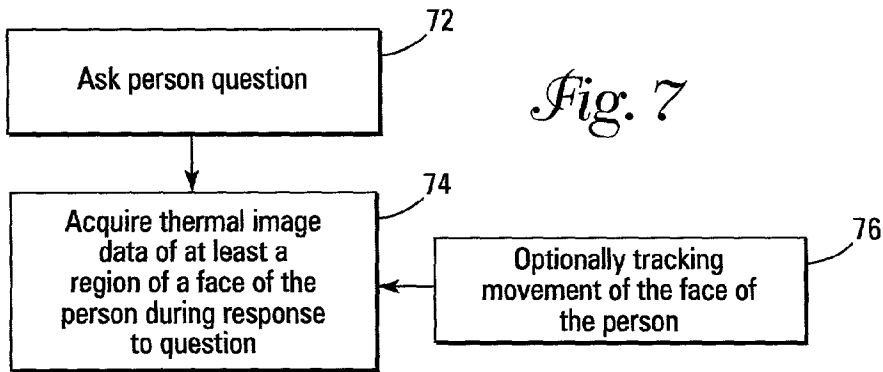 72
Ask person question
Fig. 7
74
Acquire thermal image
data of at least a
region of a face of the
person during response
to question
76
Optionally tracking
movement of the face of
the person